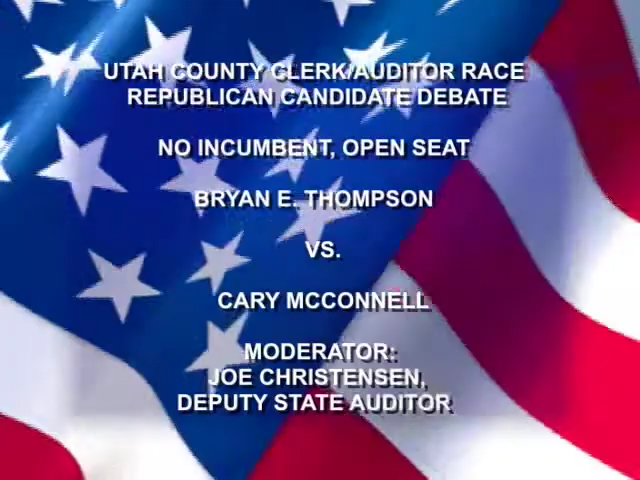 UTAH COUNTY CLERK/AUDITOR RACE
REPUBLICAN CANDIDATE DEBATE
NO INCUMBENT, OPEN SEAT
BRYAN E. THOMPSON
VS.
CARY MCCONNELL
MODERATOR:
JOE CHRISTENSEN,
DEPUTY STATE AUDITOR